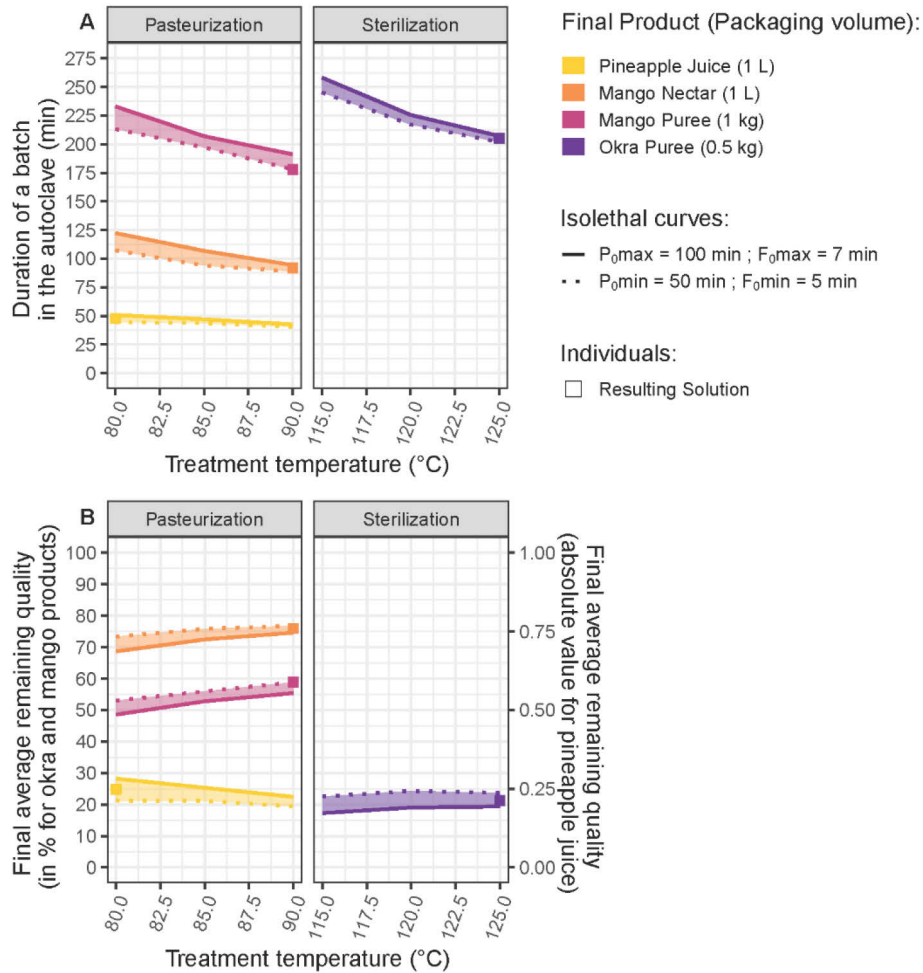 A
Pasteurization
Sterilization
275
250
225
200
175
150
125
100
75
50
25
0
Duration of a batch
in the autoclave (min)
80.0
82.5
85.0
87.5
90.0
115.0
117.5
120.0
122.5
125.0
Treatment temperature (°C)
Final Product (Packaging volume):
Pineapple Juice (1 L)
Mango Nectar (1 L)
Mango Puree (1 kg)
Okra Puree (0.5 kg)
Isolethal curves:
P₀max = 100 min ; F₀max = 7 min
P₀min = 50 min ; F₀min = 5 min
Individuals:
Resulting Solution
B
Pasteurization
Sterilization
100
90
80
70
60
50
40
30
20
10
0
Final average remaining quality
(in % for okra and mango products)
1.00
0.75
0.50
0.25
0.00
Final average remaining quality
(absolute value for pineapple juice)
80.0
82.5
85.0
87.5
90.0
115.0
117.5
120.0
122.5
125.0
Treatment temperature (°C)